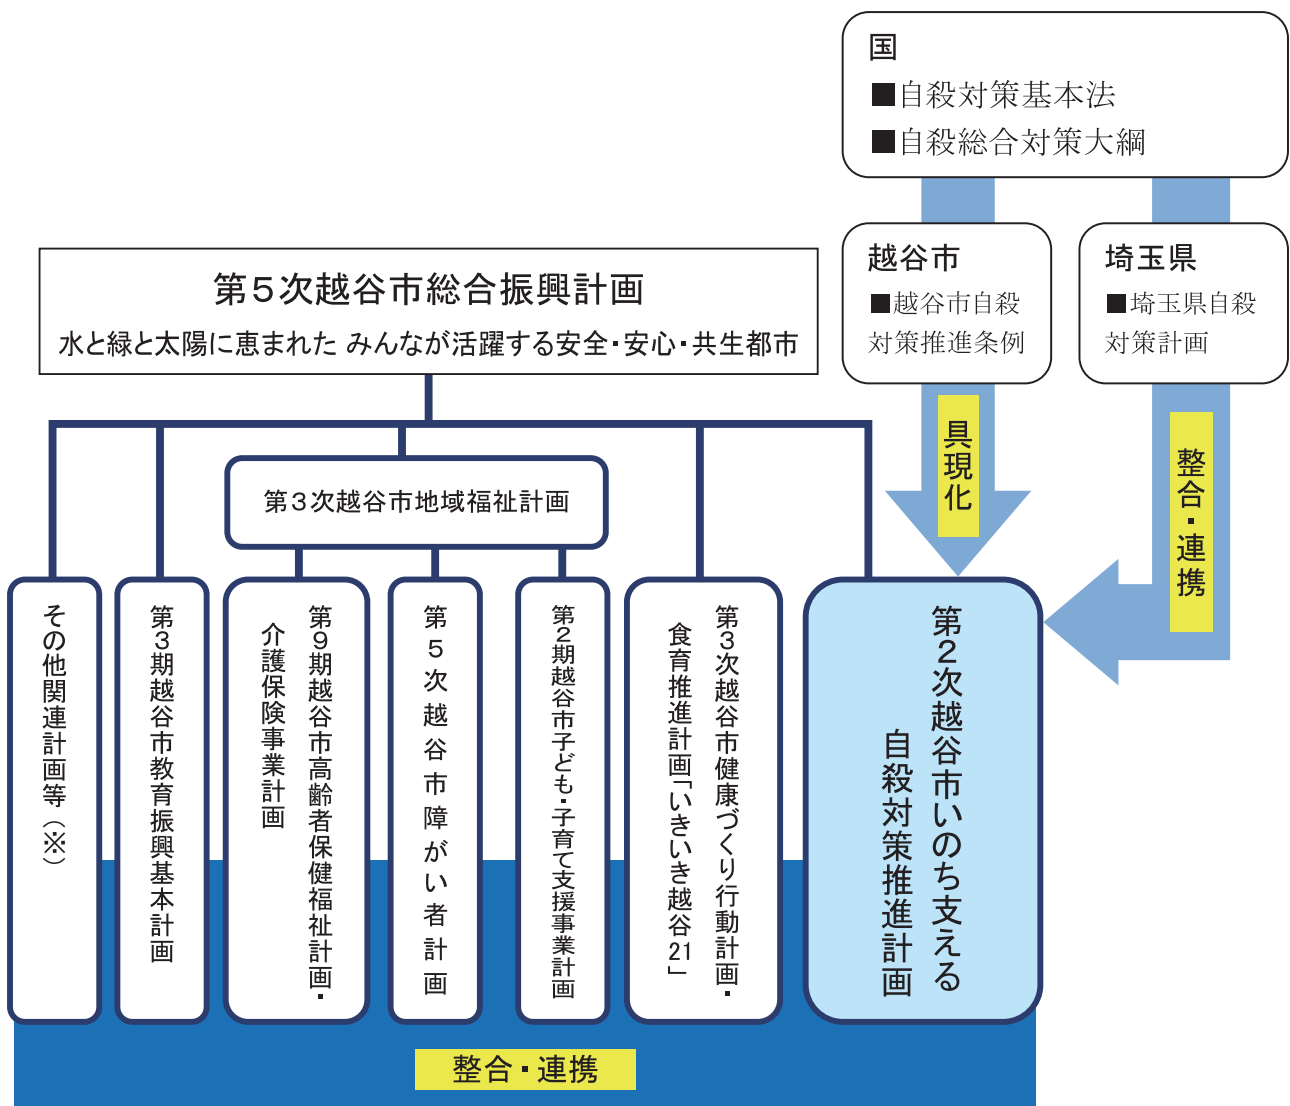 国
■自殺対策基本法
■自殺総合対策大綱
越谷市
■越谷市自殺
対策推進条例
埼玉県
■埼玉県自殺
対策計画
第５次越谷市総合振興計画
水と緑と太陽に恵まれた みんなが活躍する安全・安心・共生都市
具現化
整合・連携
第３次越谷市地域福祉計画
その他関連計画等（※）
第３期越谷市教育振興基本計画
第９期越谷市高齢者保健福祉計画・
介護保険事業計画
第５次越谷市障がい者計画
第２期越谷市子ども・子育て支援事業計画
第３次越谷市健康づくり行動計画・
食育推進計画「いきいき越谷21」
第２次越谷市いのち支える
自殺対策推進計画
整合・連携